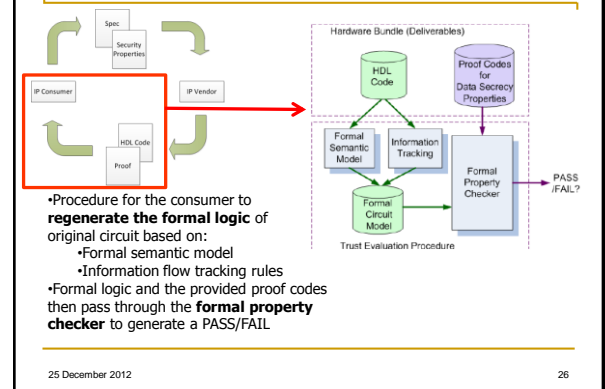 Spec
Security
Properties
IP Consumer
IP Vendor
HDL Code
Proof
Hardware Bundle (Deliverables)
HDL
Code
Proof Codes
for
Data Secrecy
Properties
Formal
Semantic
Model
Information
Tracking
Formal
Property
Checker
PASS
/FAIL?
Formal
Circuit
Model
Trust Evaluation Procedure
•Procedure for the consumer to
regenerate the formal logic of
original circuit based on:
•Formal semantic model
•Information flow tracking rules
•Formal logic and the provided proof codes
then pass through the formal property
checker to generate a PASS/FAIL
25 December 2012
26